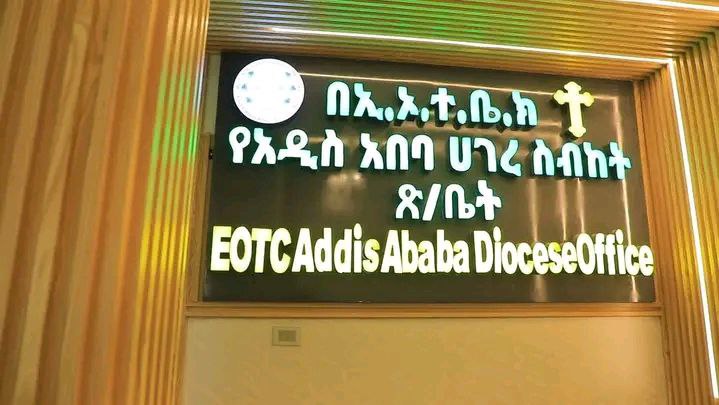 በኢ.ኦ.ተ.ቤ.ክ
የአዲስ አበባ ሀገረ ስብከት
ጽ/ቤት
EOTC Addis Ababa Diocese Office